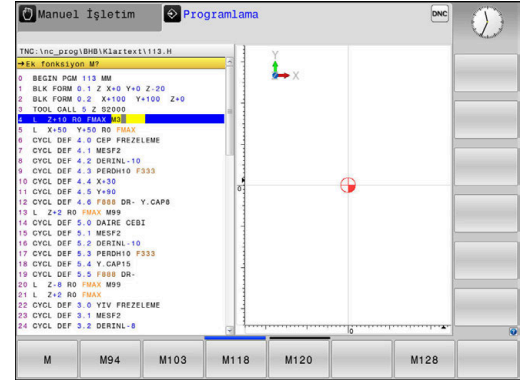 Manuel İşletim
Programlama
DNC
TNC:\nc_prog\BHB\Klartext\113.H
→Ek fonksiyon M?
0 BEGIN PGM 113 MM
1 BLK FORM 0.1 Z X+0 Y+0 Z-20
2 BLK FORM 0.2 X+100 Y+100 Z+0
3 TOOL CALL 5 Z S2000
4 L Z+10 R0 FMAX M3
5 L X+50 Y+50 R0 FMAX
6 CYCL DEF 4.0 CEP FREZELEME
7 CYCL DEF 4.1 MESF2
8 CYCL DEF 4.2 DERINL-10
9 CYCL DEF 4.3 PERDH10 F333
10 CYCL DEF 4.4 X+30
11 CYCL DEF 4.5 Y+90
12 CYCL DEF 4.6 F888 DR- Y.CAP8
13 L Z+2 R0 FMAX M99
14 CYCL DEF 5.0 DAIRE CEBI
15 CYCL DEF 5.1 MESF2
16 CYCL DEF 5.2 DERINL-10
17 CYCL DEF 5.3 PERDH10 F333
18 CYCL DEF 5.4 Y.CAP15
19 CYCL DEF 5.5 F888 DR-
20 L Z-8 R0 FMAX M99
21 L Z+2 R0 FMAX
22 CYCL DEF 3.0 YIV FREZELEME
23 CYCL DEF 3.1 MESF2
24 CYCL DEF 3.2 DERINL-8
Y
X
0
0
M
M94
M103
M118
M120
M128